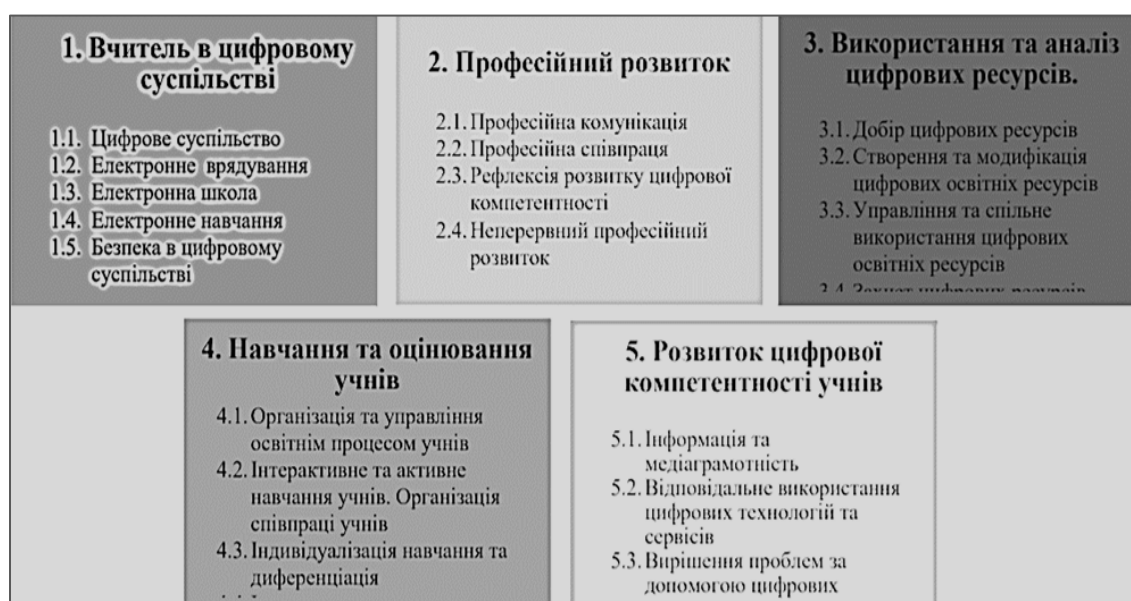 1. Вчитель в цифровому
суспільстві
1.1. Цифрове суспільство
1.2. Електронне врядування
1.3. Електронна школа
1.4. Електронне навчання
1.5. Безпека в цифровому
суспільстві
2. Професійний розвиток
2.1. Професійна комунікація
2.2. Професійна співпраця
2.3. Рефлексія розвитку цифрової
компетентності
2.4. Неперервний професійний
розвиток
3. Використання та аналіз
цифрових ресурсів.
3.1. Добір цифрових ресурсів
3.2. Створення та модифікація
цифрових освітніх ресурсів
3.3. Управління та спільне
використання цифрових
освітніх ресурсів
3.4. Захист цифрових ресурсів
4. Навчання та оцінювання
учнів
4.1. Організація та управління
освітнім процесом учнів
4.2. Інтерактивне та активне
навчання учнів. Організація
співпраці учнів
4.3. Індивідуалізація навчання та
диференціація
5. Розвиток цифрової
компетентності учнів
5.1. Інформація та
медіаграмотність
5.2. Відповідальне використання
цифрових технологій та
сервісів
5.3. Вирішення проблем за
допомогою цифрових